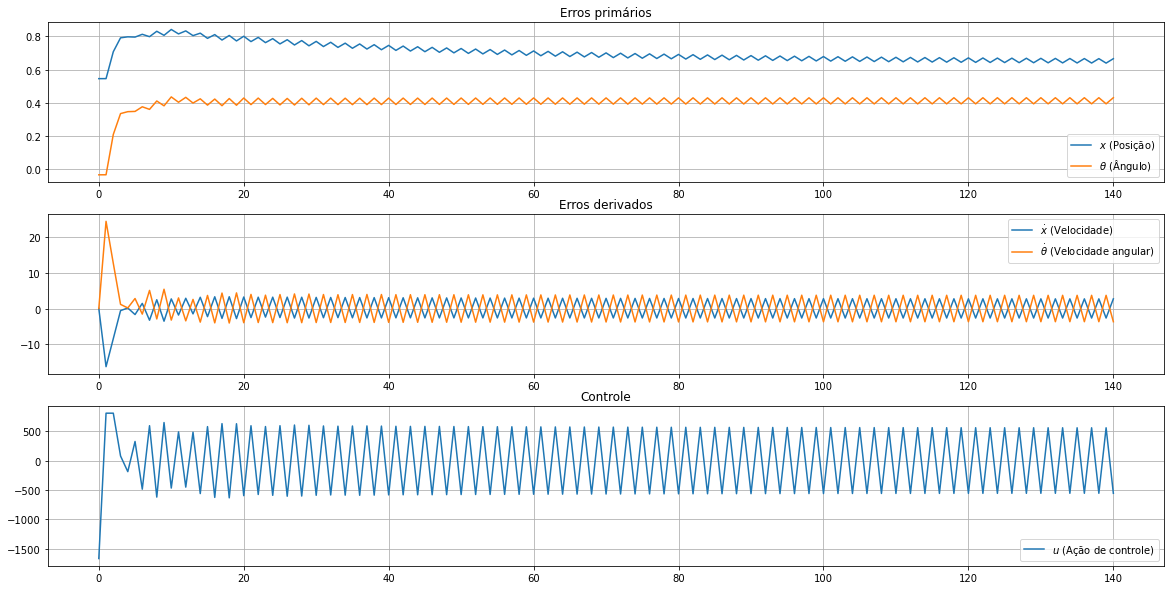 Erros primários
0.8
0.6
0.4
0.2
0.0
x (Posição)
θ (Ângulo)
0 20 40 60 80 100 120 140
Erros derivados
20
10
0
−10
ẋ (Velocidade)
θ̇ (Velocidade angular)
0 20 40 60 80 100 120 140
Controle
500
0
−500
−1000
−1500
u (Ação de controle)
0 20 40 60 80 100 120 140